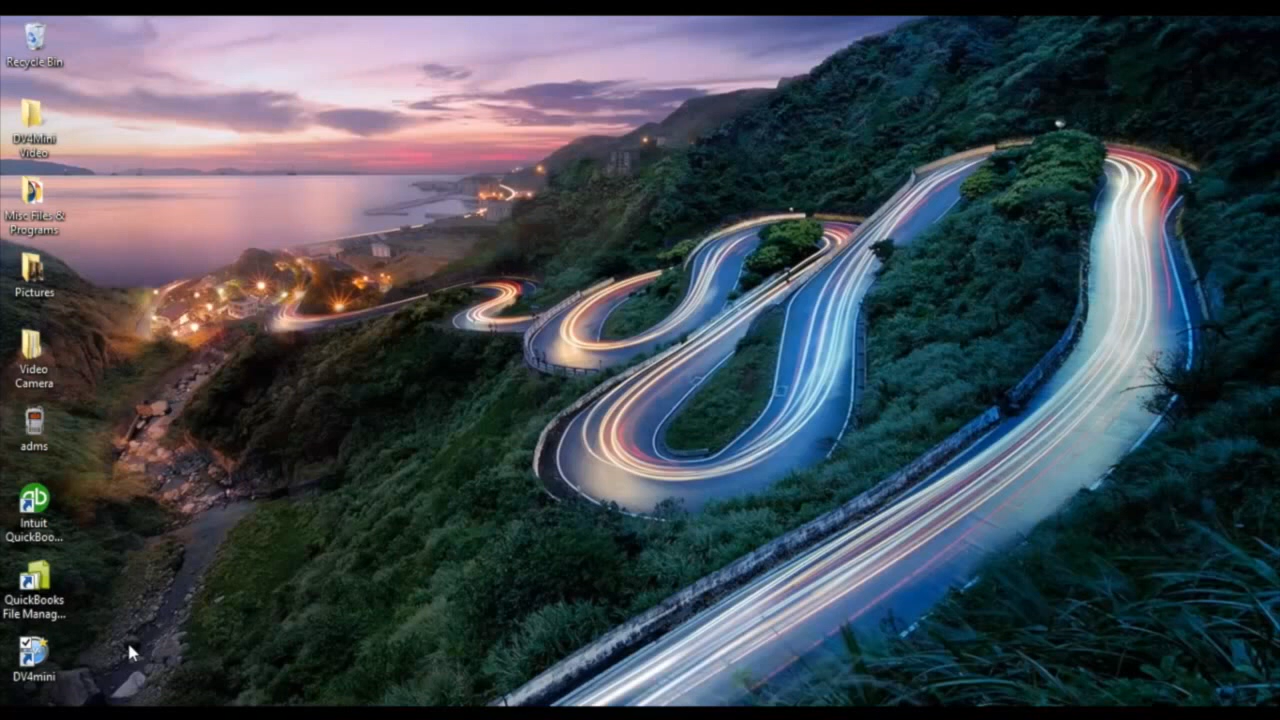 Recycle Bin
DV4Mini
Video
Misc Files &
Programs
Pictures
Video
Camera
adms
Intuit
QuickBoo...
QuickBooks
File Manag...
DV4mini